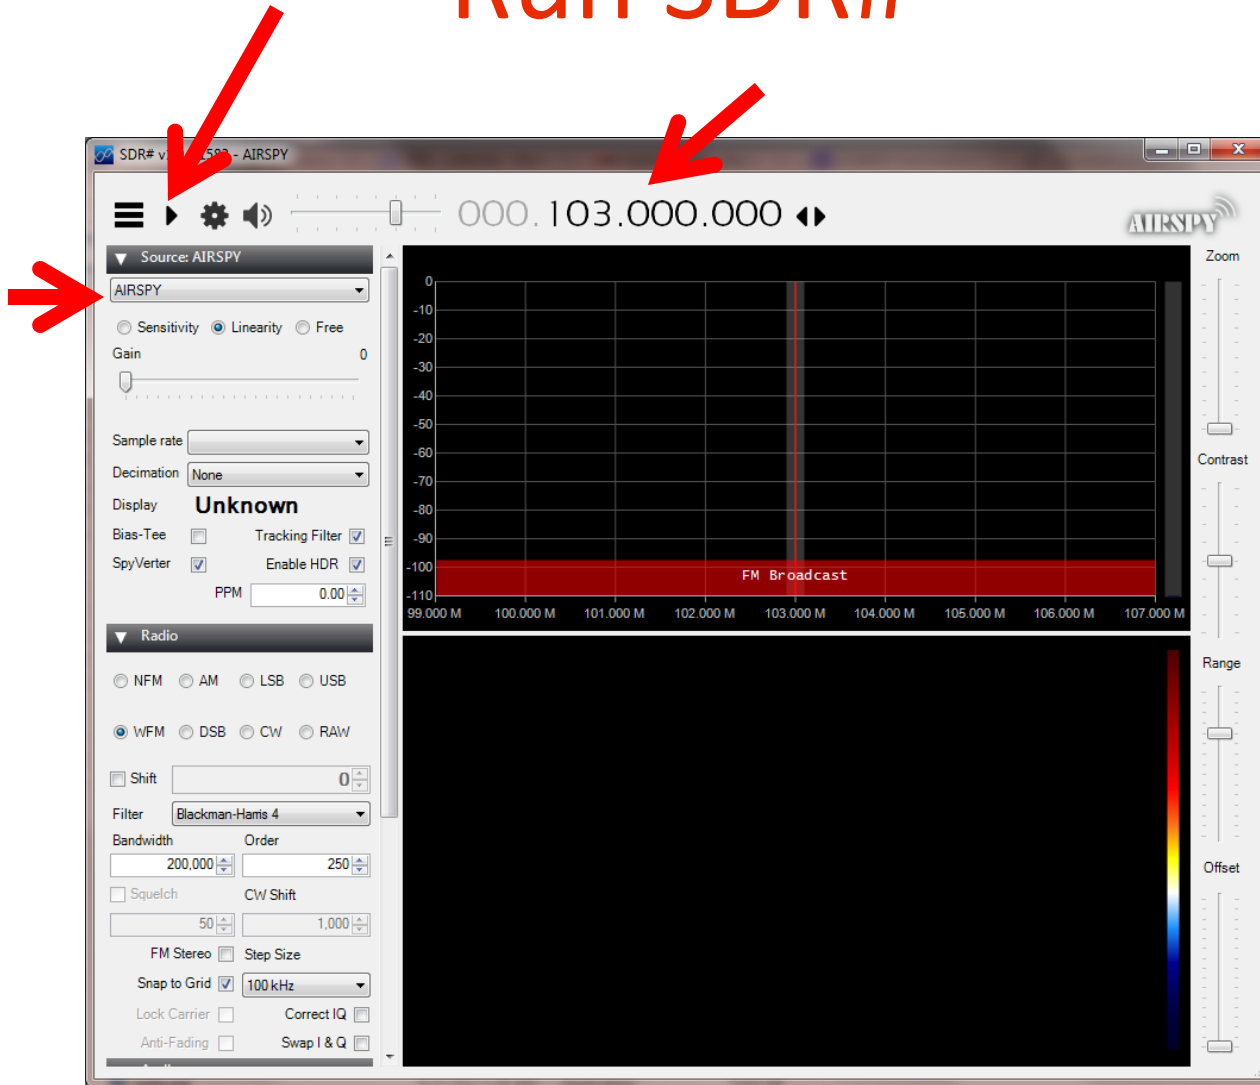 Run SDR#
SDR# v 1582 - AIRSPY
000.103.000.000
AIRSPY
Source: AIRSPY
AIRSPY
Sensitivity Linearity Free
Gain 0
Sample rate
Decimation None
Display Unknown
Bias-Tee Tracking Filter
SpyVerter Enable HDR
PPM 0.00
Radio
NFM AM LSB USB
WFM DSB CW RAW
Shift 0
Filter Blackman-Harris 4
Bandwidth Order
200,000 250
Squelch CW Shift
50 1,000
FM Stereo Step Size
Snap to Grid 100 kHz
Lock Carrier Correct IQ
Anti-Fading Swap I & Q
0
-10
-20
-30
-40
-50
-60
-70
-80
-90
-100
-110
FM Broadcast
99.000 M 100.000 M 101.000 M 102.000 M 103.000 M 104.000 M 105.000 M 106.000 M 107.000 M
Zoom
Contrast
Range
Offset